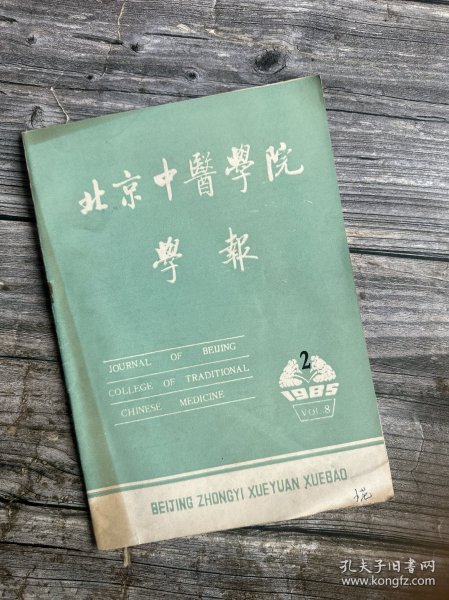 北京中醫學院
學報
JOURNAL OF BEIJING
COLLEGE OF TRADITIONAL
CHINESE MEDICINE
2
1985
VOL.8
BEIJING ZHONGYI XUEYUAN XUEBAO
孔夫子旧书网
www.kongfz.com